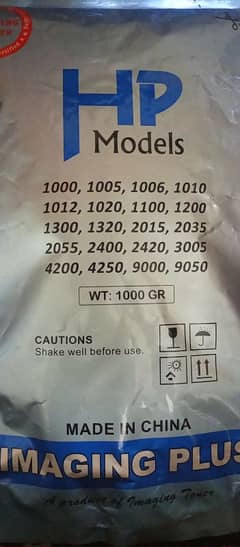 HP
Models
1000, 1005, 1006, 1010
1012, 1020, 1100, 1200
1300, 1320, 2015, 2035
2055, 2400, 2420, 3005
4200, 4250, 9000, 9050
WT: 1000 GR
CAUTIONS
Shake well before use.
MADE IN CHINA
IMAGING PLUS
A product of Imaging Toner